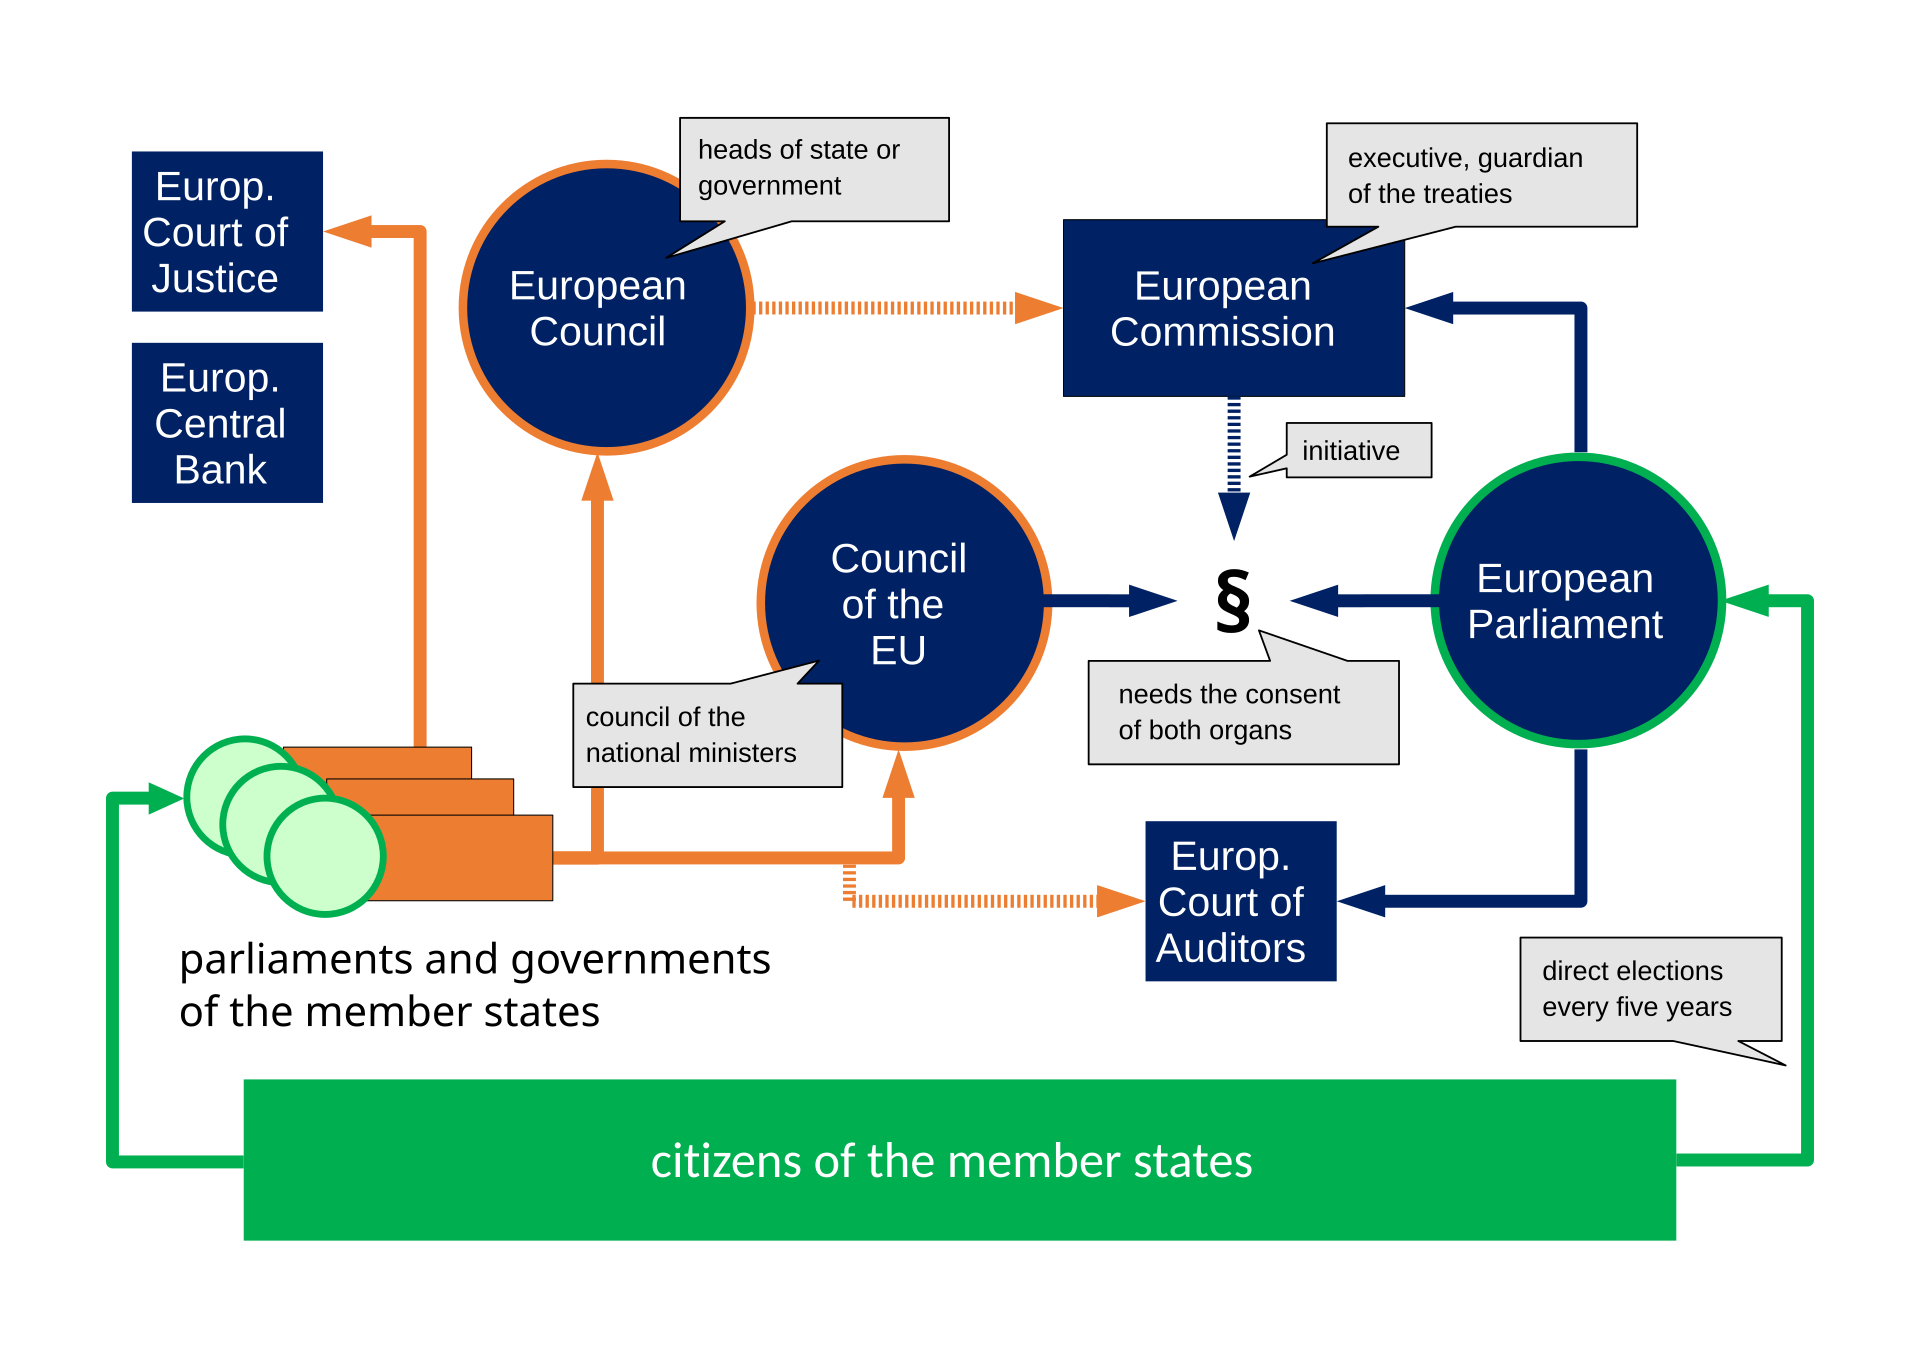 heads of state or
government
executive, guardian
of the treaties
Europ.
Court of
Justice
European
Council
European
Commission
Europ.
Central
Bank
initiative
Council
of the
EU
§
European
Parliament
council of the
national ministers
needs the consent
of both organs
Europ.
Court of
Auditors
parliaments and governments
of the member states
direct elections
every five years
citizens of the member states